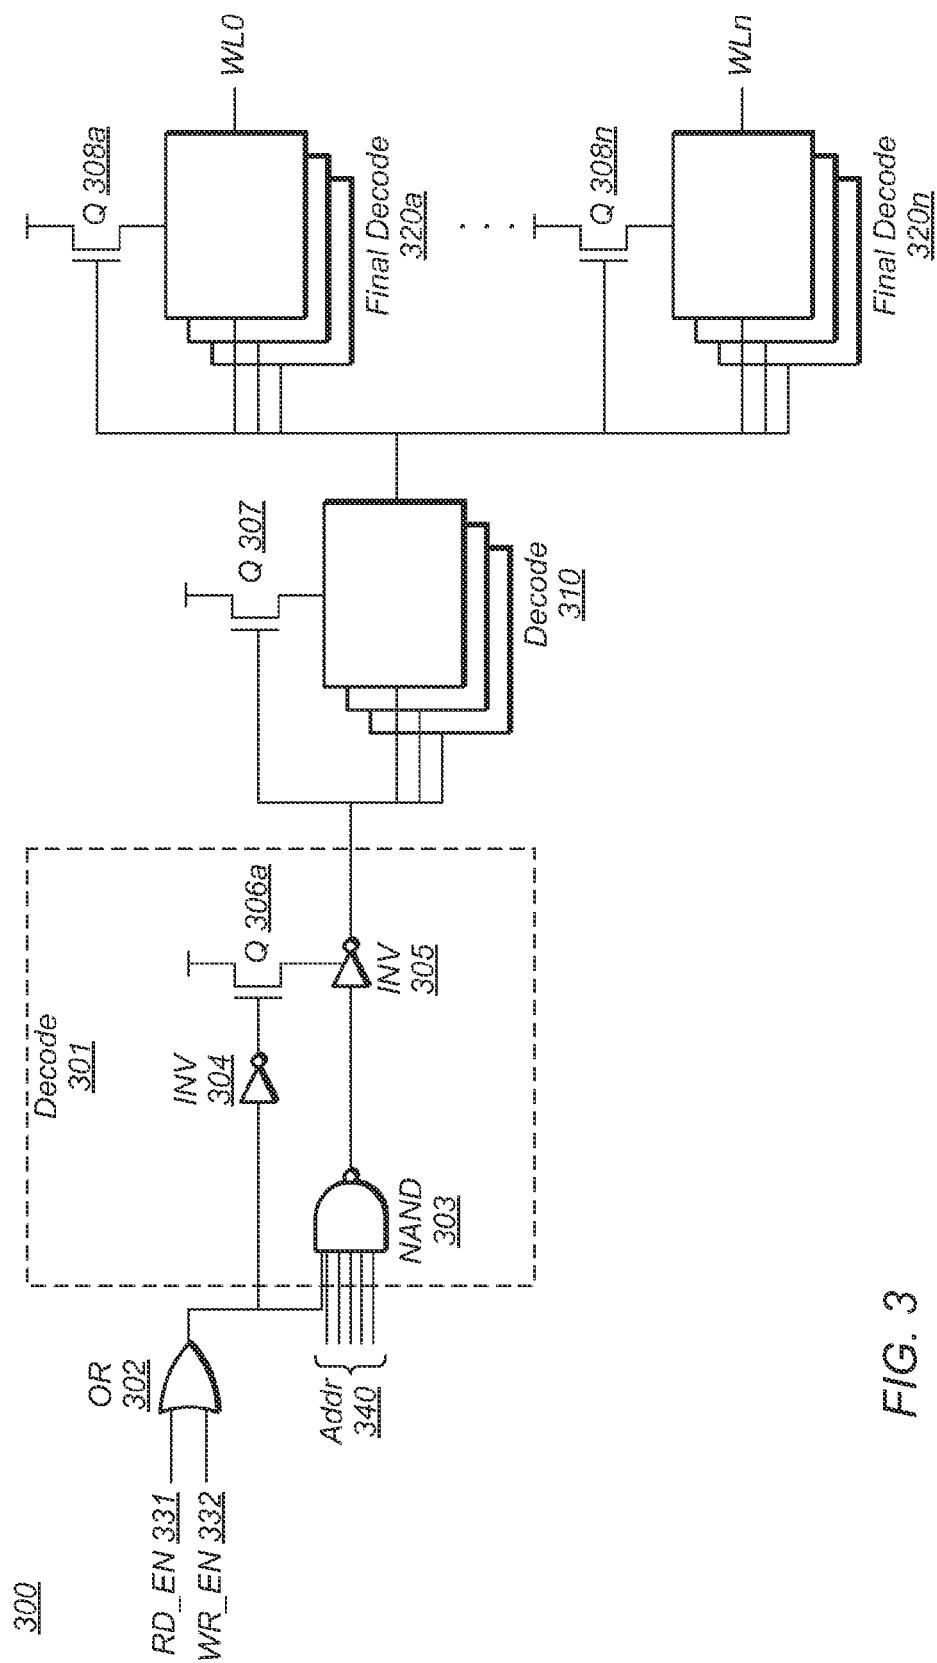 300
RD_EN 331
WR_EN 332
OR
302
Addr
340
Decode
301
NAND
303
INV
304
INV
305
Q 306a
Q 307
Decode
310
Q 308a
WL0
Final Decode
320a
. . .
Q 308n
WLn
Final Decode
320n
FIG. 3